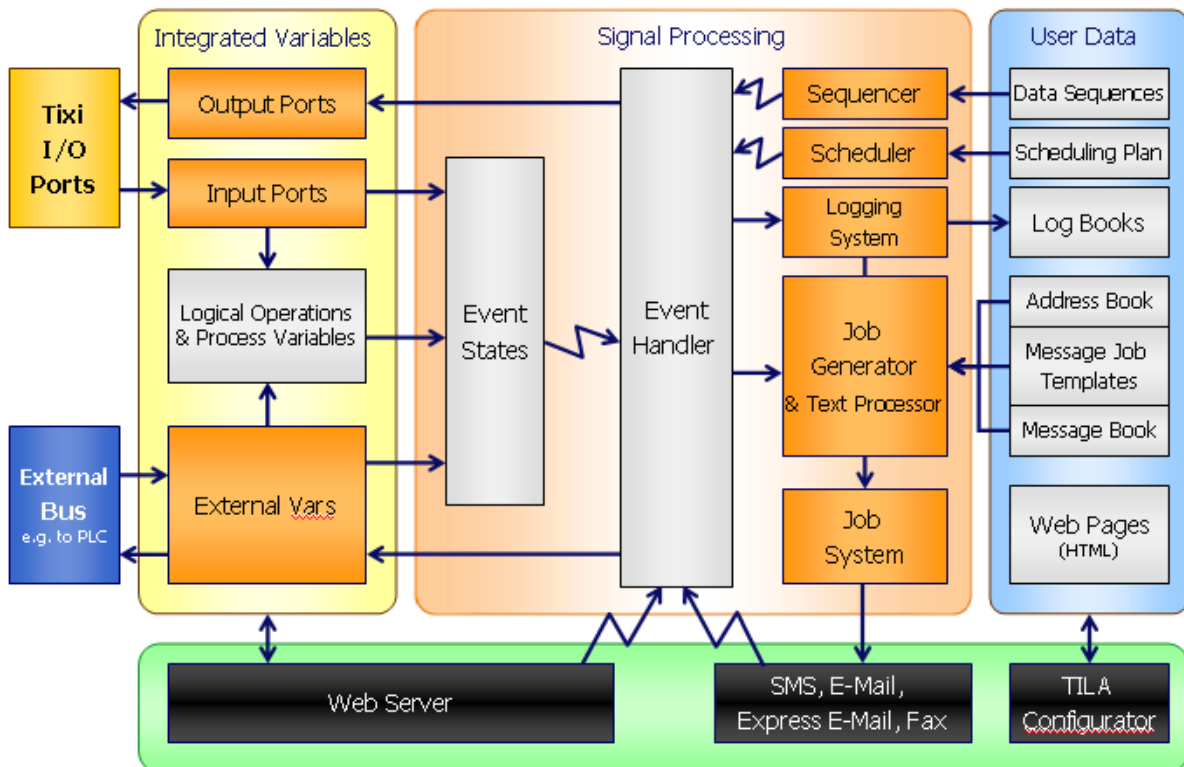 Integrated Variables
Signal Processing
User Data
Tixi
I/O
Ports
Output Ports
Input Ports
Logical Operations
& Process Variables
External
Bus
e.g. to PLC
External Vars
Event
States
Event
Handler
Sequencer
Scheduler
Logging
System
Job
Generator
& Text Processor
Job
System
Data Sequences
Scheduling Plan
Log Books
Address Book
Message Job
Templates
Message Book
Web Pages
(HTML)
Web Server
SMS, E-Mail,
Express E-Mail, Fax
TILA
Configurator